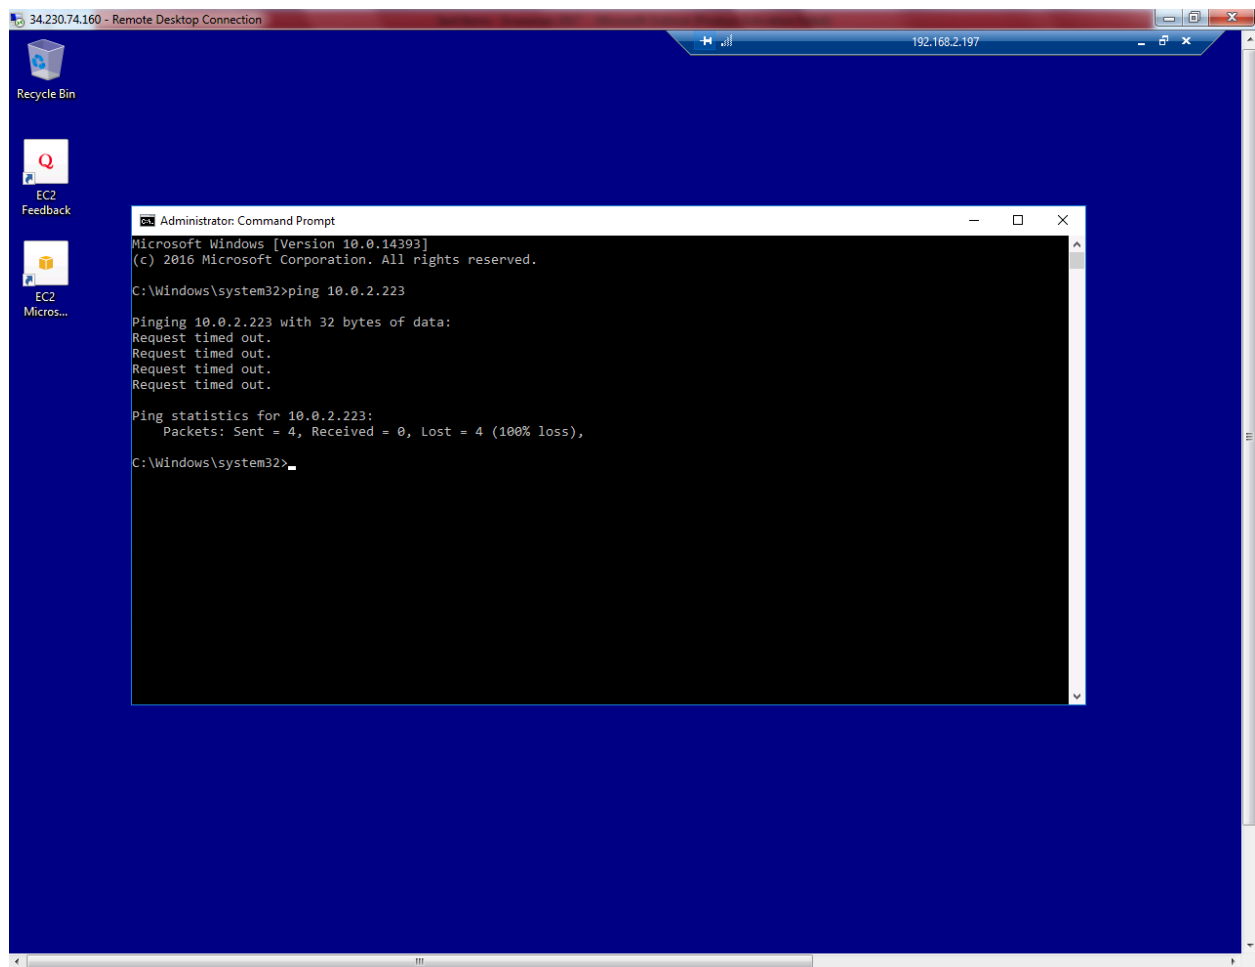 34.230.74.160 - Remote Desktop Connection
192.168.2.197
Recycle Bin
Q
EC2
Feedback
EC2
Micros...
Administrator: Command Prompt
Microsoft Windows [Version 10.0.14393]
(c) 2016 Microsoft Corporation. All rights reserved.
C:\Windows\system32>ping 10.0.2.223
Pinging 10.0.2.223 with 32 bytes of data:
Request timed out.
Request timed out.
Request timed out.
Request timed out.
Ping statistics for 10.0.2.223:
    Packets: Sent = 4, Received = 0, Lost = 4 (100% loss),
C:\Windows\system32>